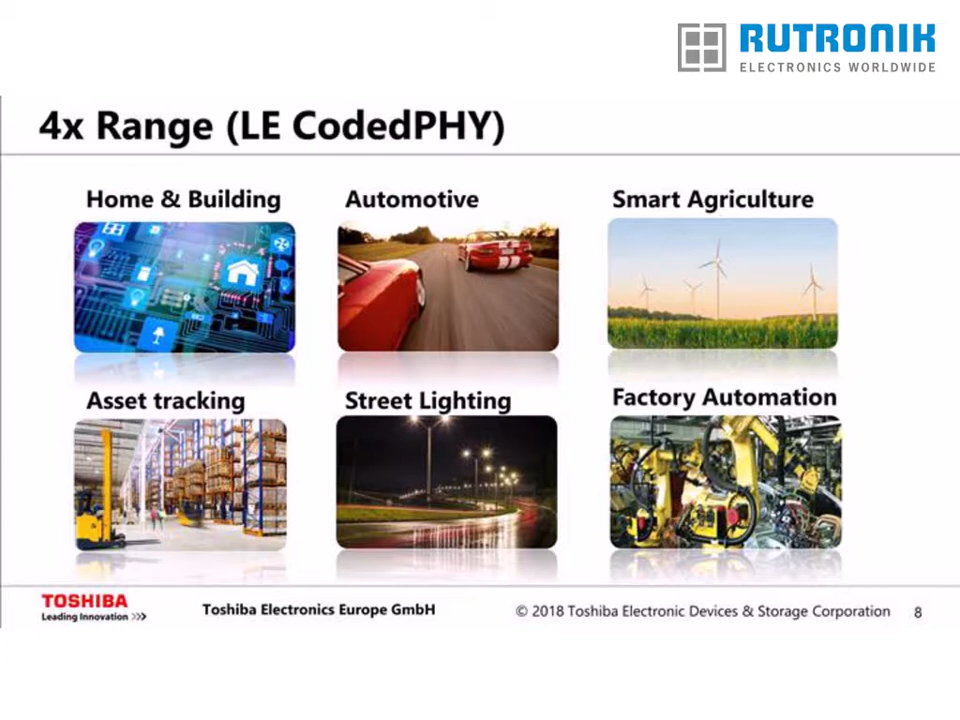 RUTRONIK
ELECTRONICS WORLDWIDE
4x Range (LE CodedPHY)
Home & Building
Automotive
Smart Agriculture
Asset tracking
Street Lighting
Factory Automation
TOSHIBA
Leading Innovation >>>
Toshiba Electronics Europe GmbH
© 2018 Toshiba Electronic Devices & Storage Corporation
8